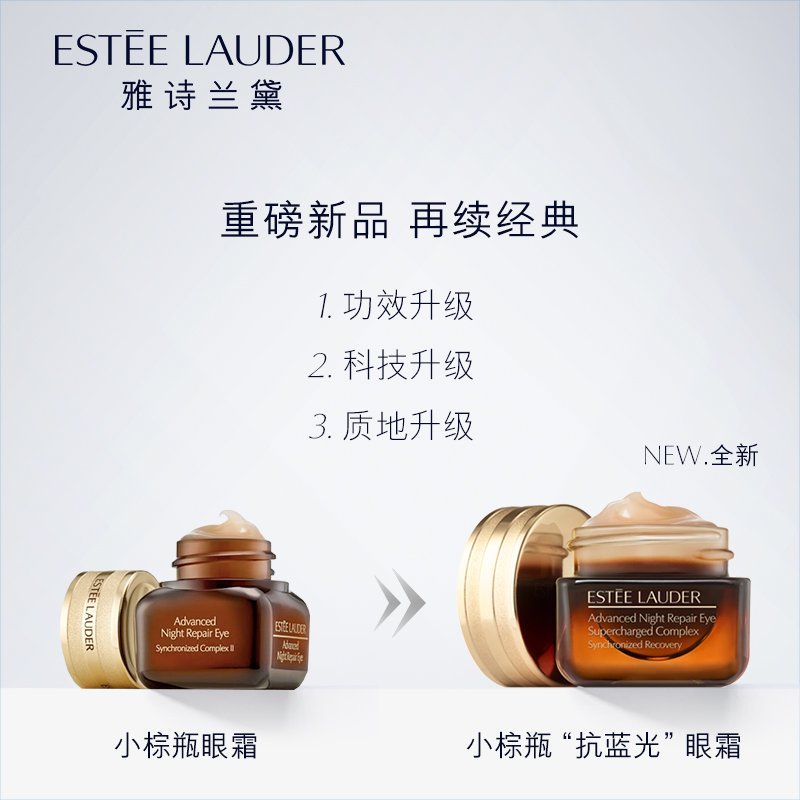 ESTĒE LAUDER
雅诗兰黛
重磅新品 再续经典
1. 功效升级
2. 科技升级
3. 质地升级
NEW.全新
ESTĒE LAUDER
Advanced
Night Repair Eye
Synchronized Complex II
ESTĒE LAUDER
Advanced
Night Repair Eye
ESTĒE LAUDER
Advanced Night Repair Eye
Supercharged Complex
Synchronized Recovery
小棕瓶眼霜
小棕瓶“抗蓝光”眼霜